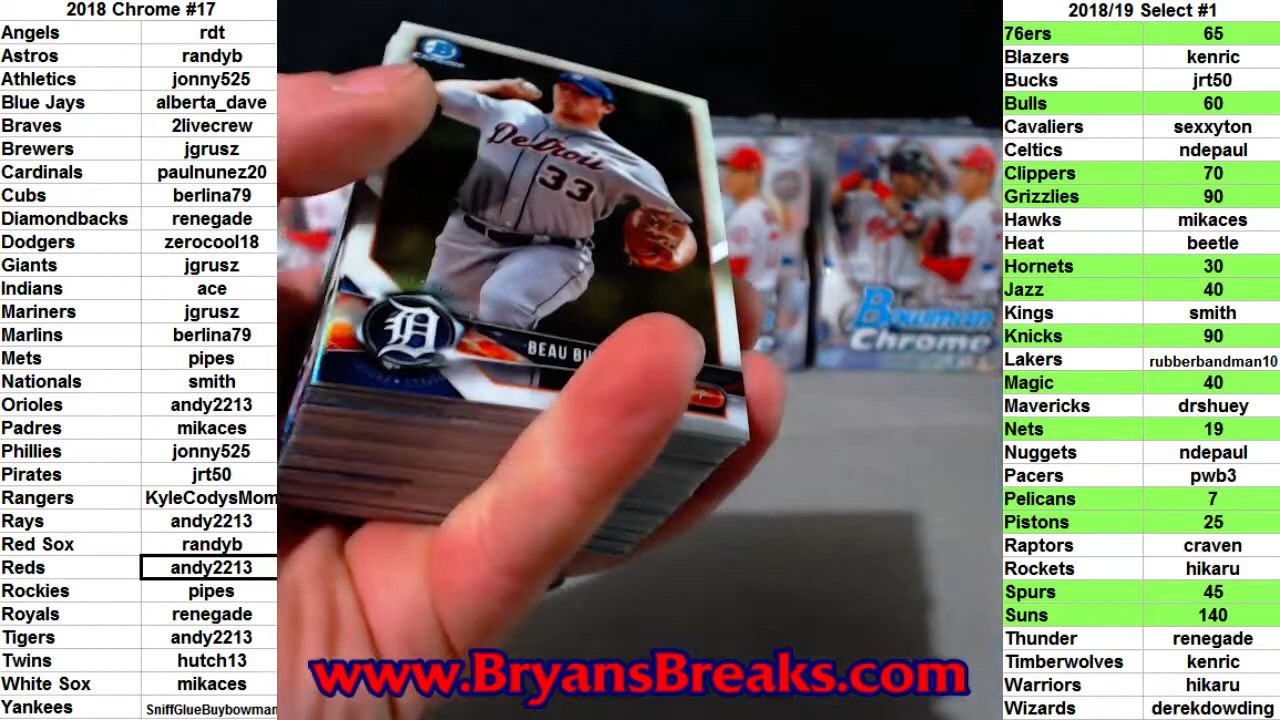 2018 Chrome #17
Angels rdt
Astros randyb
Athletics jonny525
Blue Jays alberta_dave
Braves 2livecrew
Brewers jgrusz
Cardinals paulnunez20
Cubs berlina79
Diamondbacks renegade
Dodgers zerocool18
Giants jgrusz
Indians ace
Mariners jgrusz
Marlins berlina79
Mets pipes
Nationals smith
Orioles andy2213
Padres mikaces
Phillies jonny525
Pirates jrt50
Rangers KyleCodysMom
Rays andy2213
Red Sox randyb
Reds andy2213
Rockies pipes
Royals renegade
Tigers andy2213
Twins hutch13
White Sox mikaces
Yankees SniffGlueBuybowman
CHROME
Detroit
33
D
BEAU
Bowman
Chrome
www.BryansBreaks.com
2018/19 Select #1
76ers 65
Blazers kenric
Bucks jrt50
Bulls 60
Cavaliers sexxyton
Celtics ndepaul
Clippers 70
Grizzlies 90
Hawks mikaces
Heat beetle
Hornets 30
Jazz 40
Kings smith
Knicks 90
Lakers rubberbandman10
Magic 40
Mavericks drshuey
Nets 19
Nuggets ndepaul
Pacers pwb3
Pelicans 7
Pistons 25
Raptors craven
Rockets hikaru
Spurs 45
Suns 140
Thunder renegade
Timberwolves kenric
Warriors hikaru
Wizards derekdowding